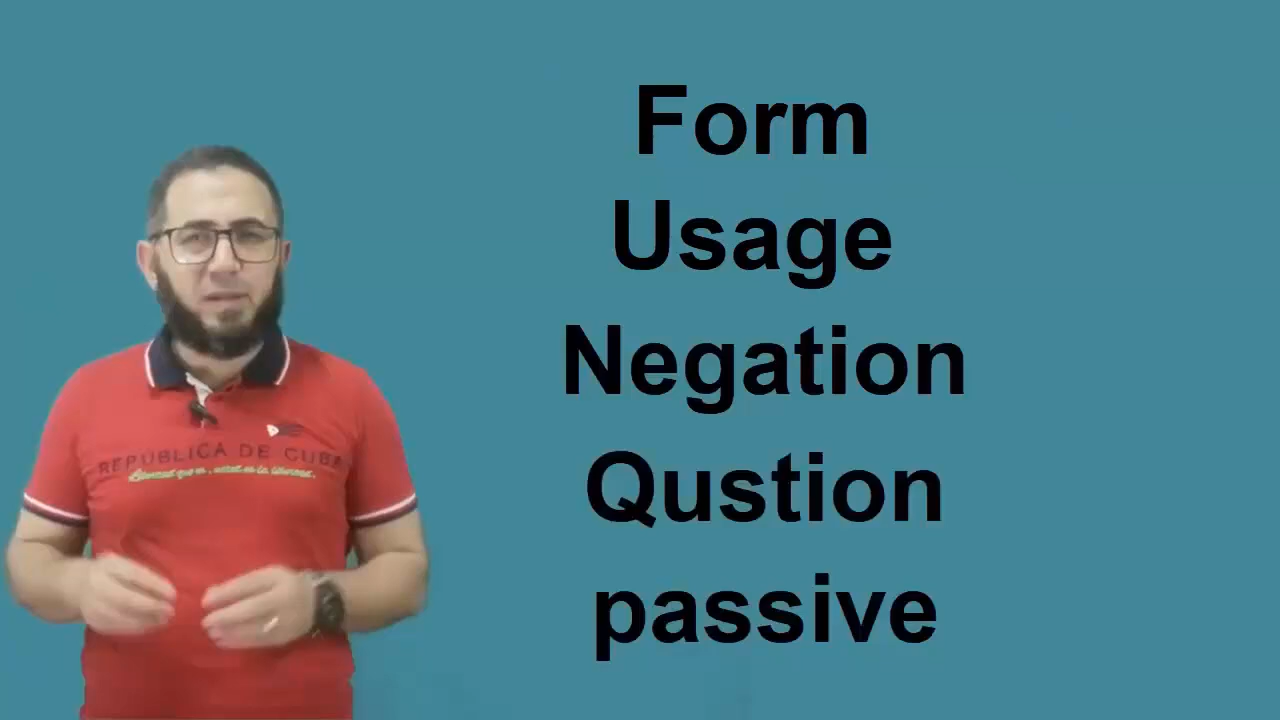 Form
Usage
Negation
Qustion
passive
REPUBLICA DE CUBA